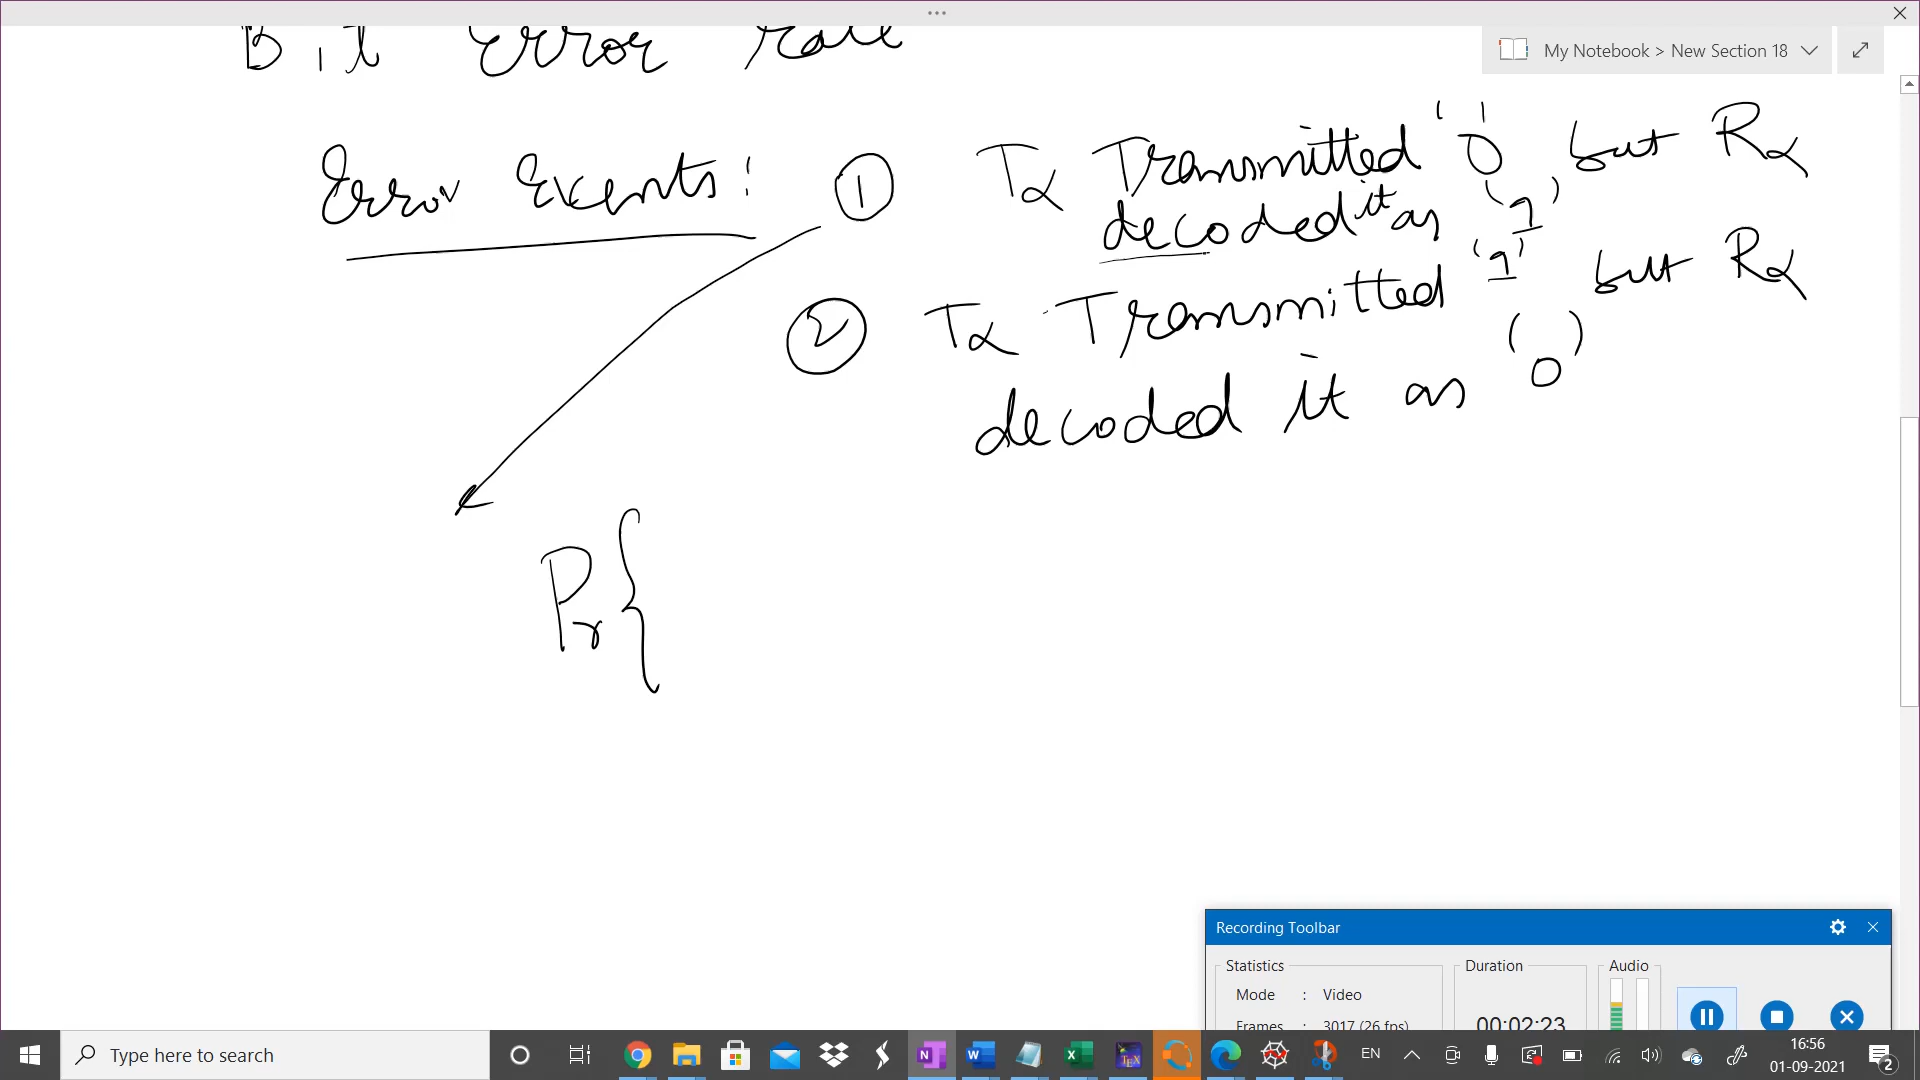 Bit Error rate
My Notebook > New Section 18
Error Events: ① Tx Transmitted '0' but Rx
decoded it as '1'
② Tx Transmitted '1' but Rx
decoded it as '0'
Pr{
Recording Toolbar
Statistics
Duration
Audio
Mode : Video
Frames : 3017 (26 fps)
00:02:23
Type here to search
EN
16:56
01-09-2021
2